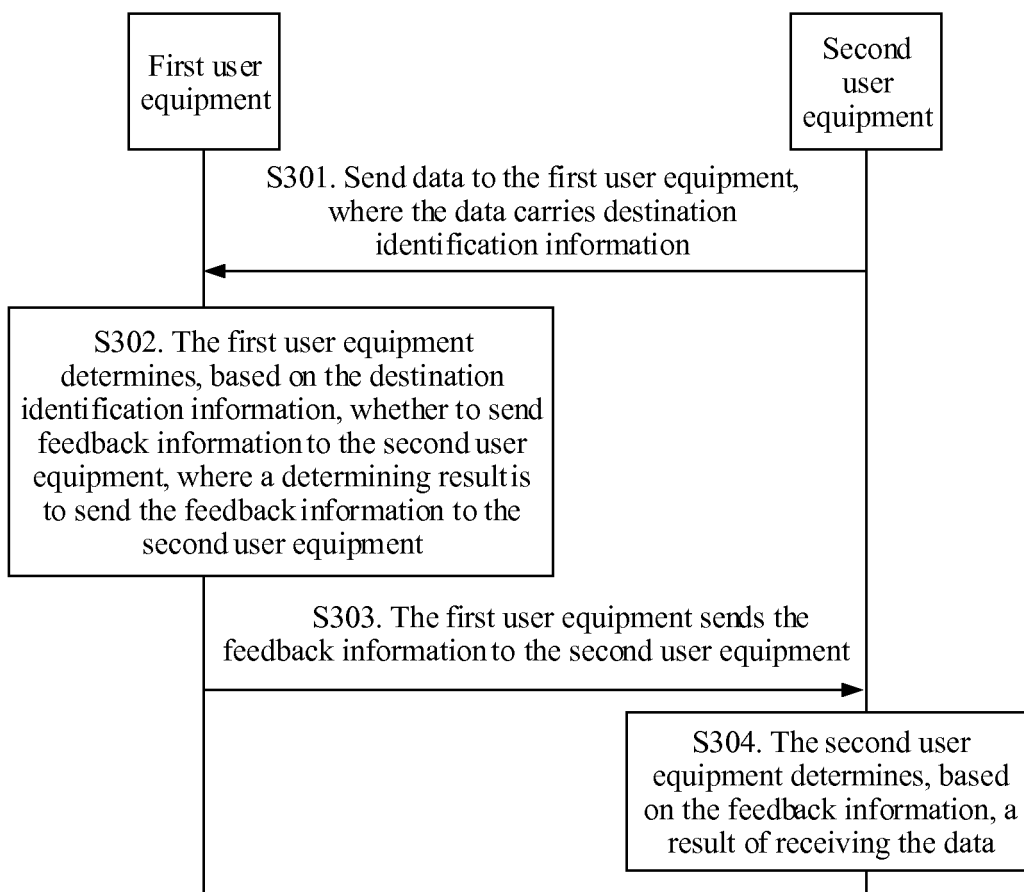 First user
equipment
Second
user
equipment
S301. Send data to the first user equipment,
where the data carries destination
identification information
S302. The first user equipment
determines, based on the destination
identification information, whether to send
feedback information to the second user
equipment, where a determining result is
to send the feedback information to the
second user equipment
S303. The first user equipment sends the
feedback information to the second user equipment
S304. The second user
equipment determines, based
on the feedback information, a
result of receiving the data